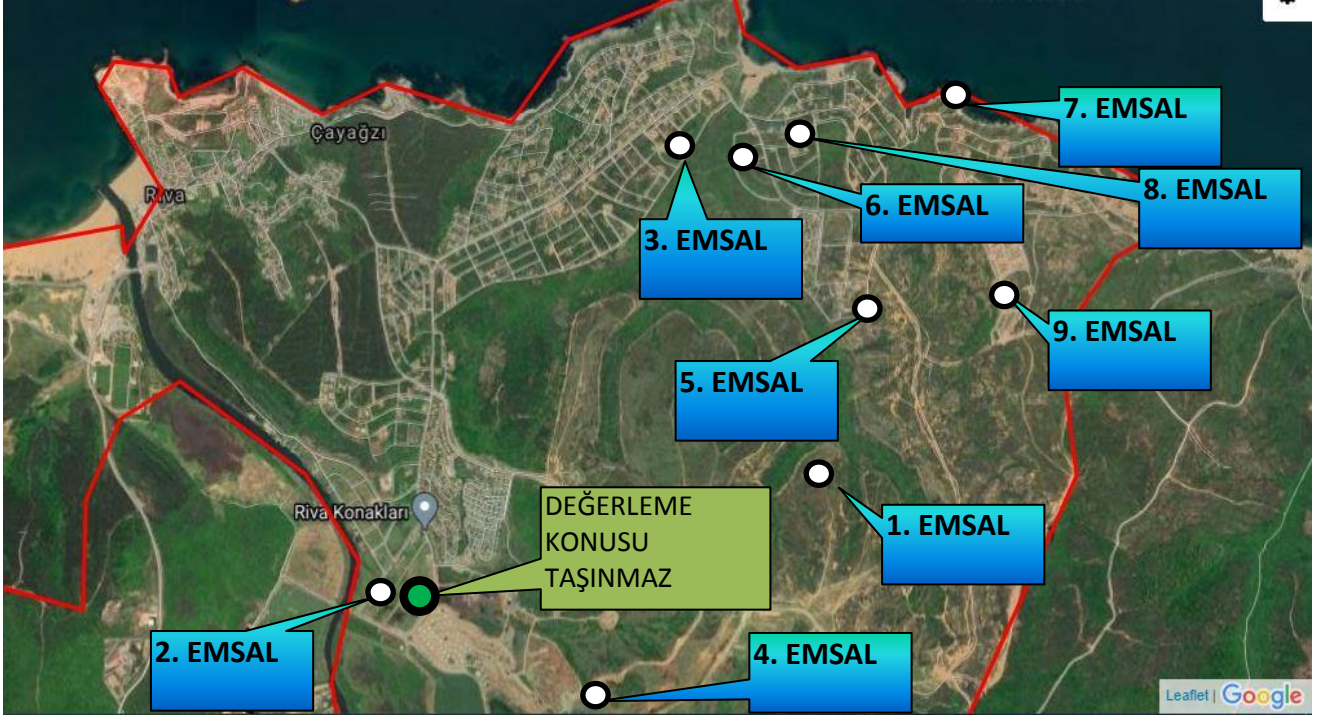 Çayağzı
Riva
7. EMSAL
8. EMSAL
6. EMSAL
3. EMSAL
9. EMSAL
5. EMSAL
Riva Konakları
DEĞERLEME
KONUSU
TAŞINMAZ
1. EMSAL
2. EMSAL
4. EMSAL
Leaflet | Google